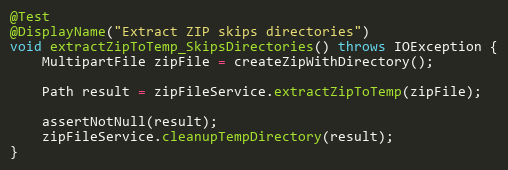 @Test
@DisplayName("Extract ZIP skips directories")
void extractZipToTemp_SkipsDirectories() throws IOException {
    MultipartFile zipFile = createZipWithDirectory();

    Path result = zipFileService.extractZipToTemp(zipFile);

    assertNotNull(result);
    zipFileService.cleanupTempDirectory(result);
}